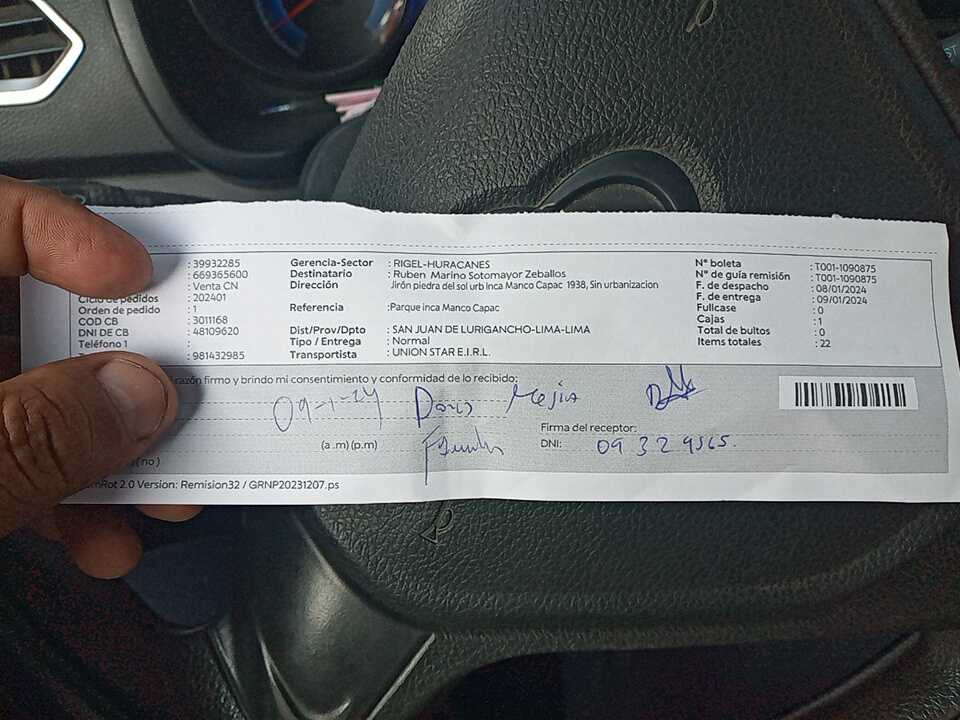 : 39932285
: 669365600
: Venta CN
Ciclo de pedidos : 202401
Orden de pedido : 1
COD CB : 3011168
DNI DE CB : 48109620
Teléfono 1 :
: 981432985
Gerencia-Sector : RIGEL-HURACANES
Destinatario : Ruben Marino Sotomayor Zeballos
Dirección Jirón piedra del sol urb Inca Manco Capac 1938, Sin urbanizacion
Referencia :Parque inca Manco Capac
Dist/Prov/Dpto : SAN JUAN DE LURIGANCHO-LIMA-LIMA
Tipo / Entrega : Normal
Transportista : UNION STAR E.I.R.L.
N° boleta : T001-1090875
N° de guía remisión : T001-1090875
F. de despacho : 08/01/2024
F. de entrega : 09/01/2024
Fullcase : 0
Cajas : 1
Total de bultos : 0
Items totales : 22
razón firmo y brindo mi consentimiento y conformidad de lo recibido:
09-1-24 Doris Mejia
(a .m) (p.m)
Firma del receptor:
DNI: 09329565.
(no )
Rot 2.0 Version: Remision32 / GRNP20231207.ps